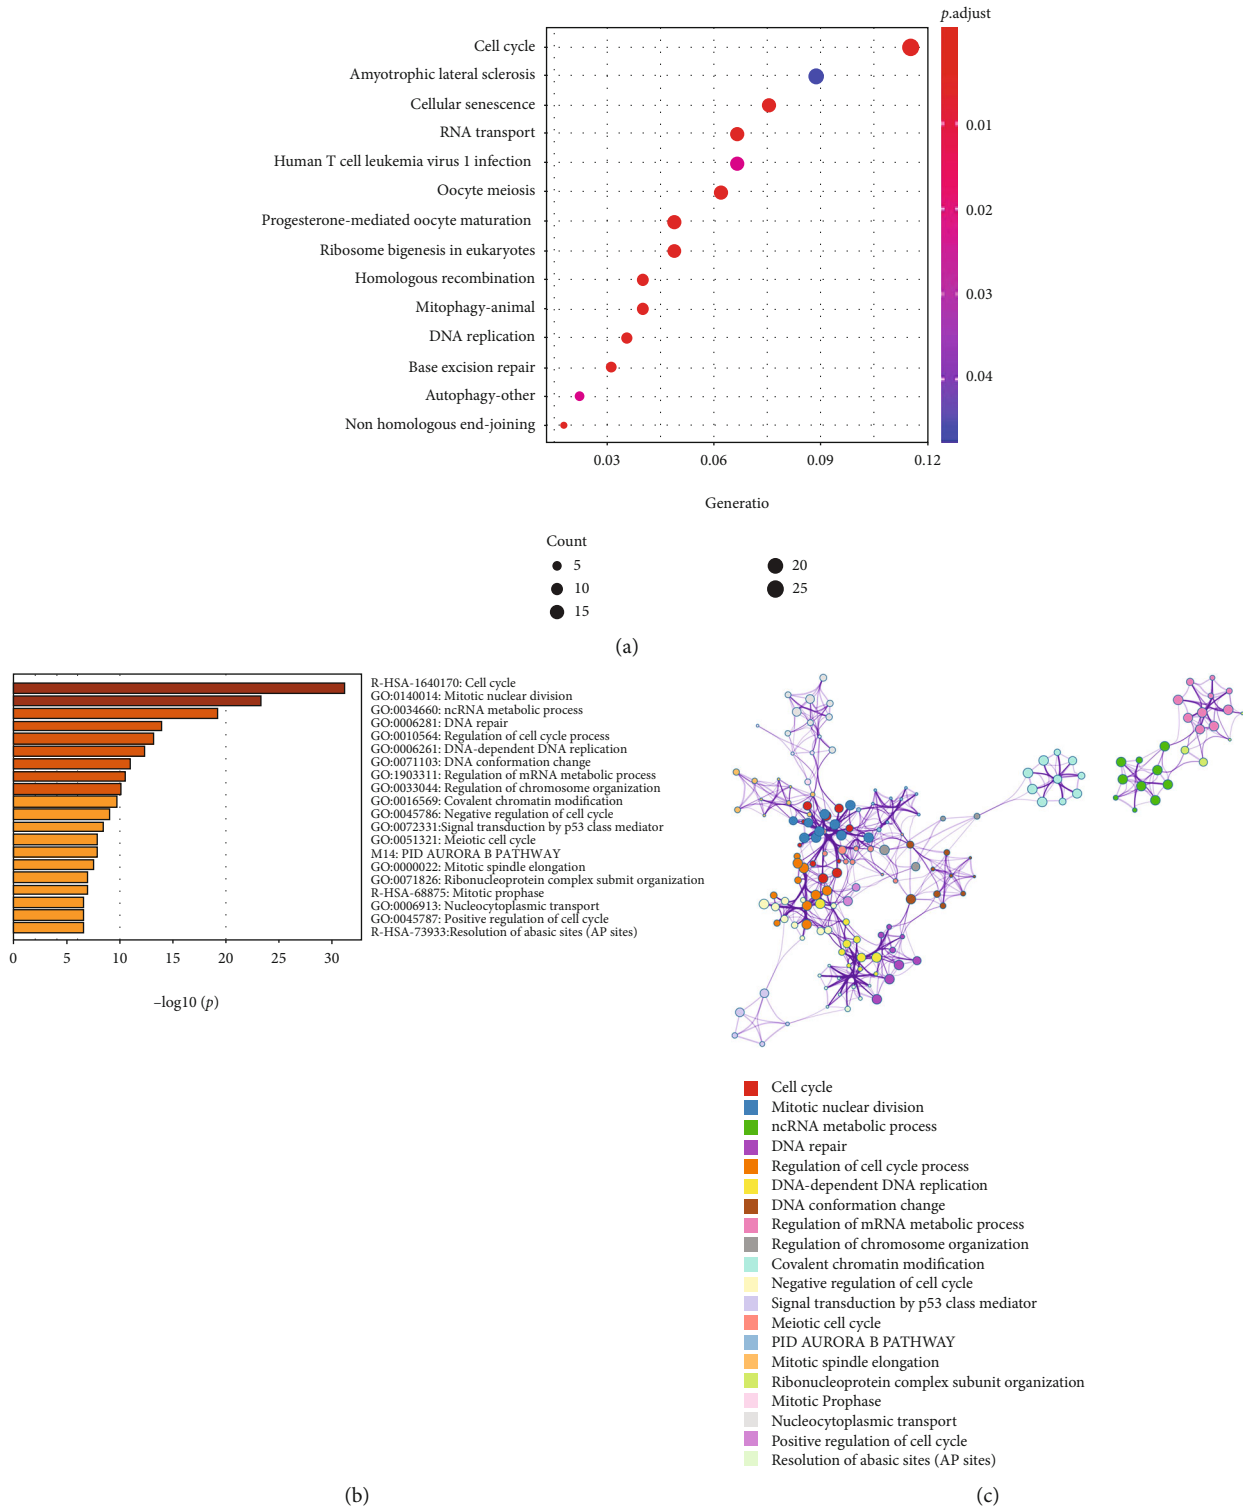 p.adjust
Cell cycle
Amyotrophic lateral sclerosis
Cellular senescence
RNA transport
Human T cell leukemia virus 1 infection
Oocyte meiosis
Progesterone-mediated oocyte maturation
Ribosome bigenesis in eukaryotes
Homologous recombination
Mitophagy-animal
DNA replication
Base excision repair
Autophagy-other
Non homologous end-joining
0.01
0.02
0.03
0.04
0.03 0.06 0.09 0.12
Generatio
Count
5
10
15
20
25
(a)
R-HSA-1640170: Cell cycle
GO:0140014: Mitotic nuclear division
GO:0034660: ncRNA metabolic process
GO:0006281: DNA repair
GO:0010564: Regulation of cell cycle process
GO:0006261: DNA-dependent DNA replication
GO:0071103: DNA conformation change
GO:1903311: Regulation of mRNA metabolic process
GO:0033044: Regulation of chromosome organization
GO:0016569: Covalent chromatin modification
GO:0045786: Negative regulation of cell cycle
GO:0072331:Signal transduction by p53 class mediator
GO:0051321: Meiotic cell cycle
M14: PID AURORA B PATHWAY
GO:0000022: Mitotic spindle elongation
GO:0071826: Ribonucleoprotein complex submit organization
R-HSA-68875: Mitotic prophase
GO:0006913: Nucleocytoplasmic transport
GO:0045787: Positive regulation of cell cycle
R-HSA-73933:Resolution of abasic sites (AP sites)
0 5 10 15 20 25 30
–log10 (p)
(b)
Cell cycle
Mitotic nuclear division
ncRNA metabolic process
DNA repair
Regulation of cell cycle process
DNA-dependent DNA replication
DNA conformation change
Regulation of mRNA metabolic process
Regulation of chromosome organization
Covalent chromatin modification
Negative regulation of cell cycle
Signal transduction by p53 class mediator
Meiotic cell cycle
PID AURORA B PATHWAY
Mitotic spindle elongation
Ribonucleoprotein complex subunit organization
Mitotic Prophase
Nucleocytoplasmic transport
Positive regulation of cell cycle
Resolution of abasic sites (AP sites)
(c)